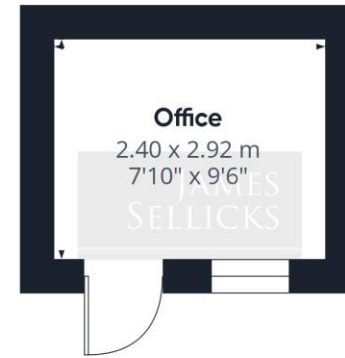 Office
2.40 x 2.92 m
7'10" x 9'6"
JAMES
SELLICKS